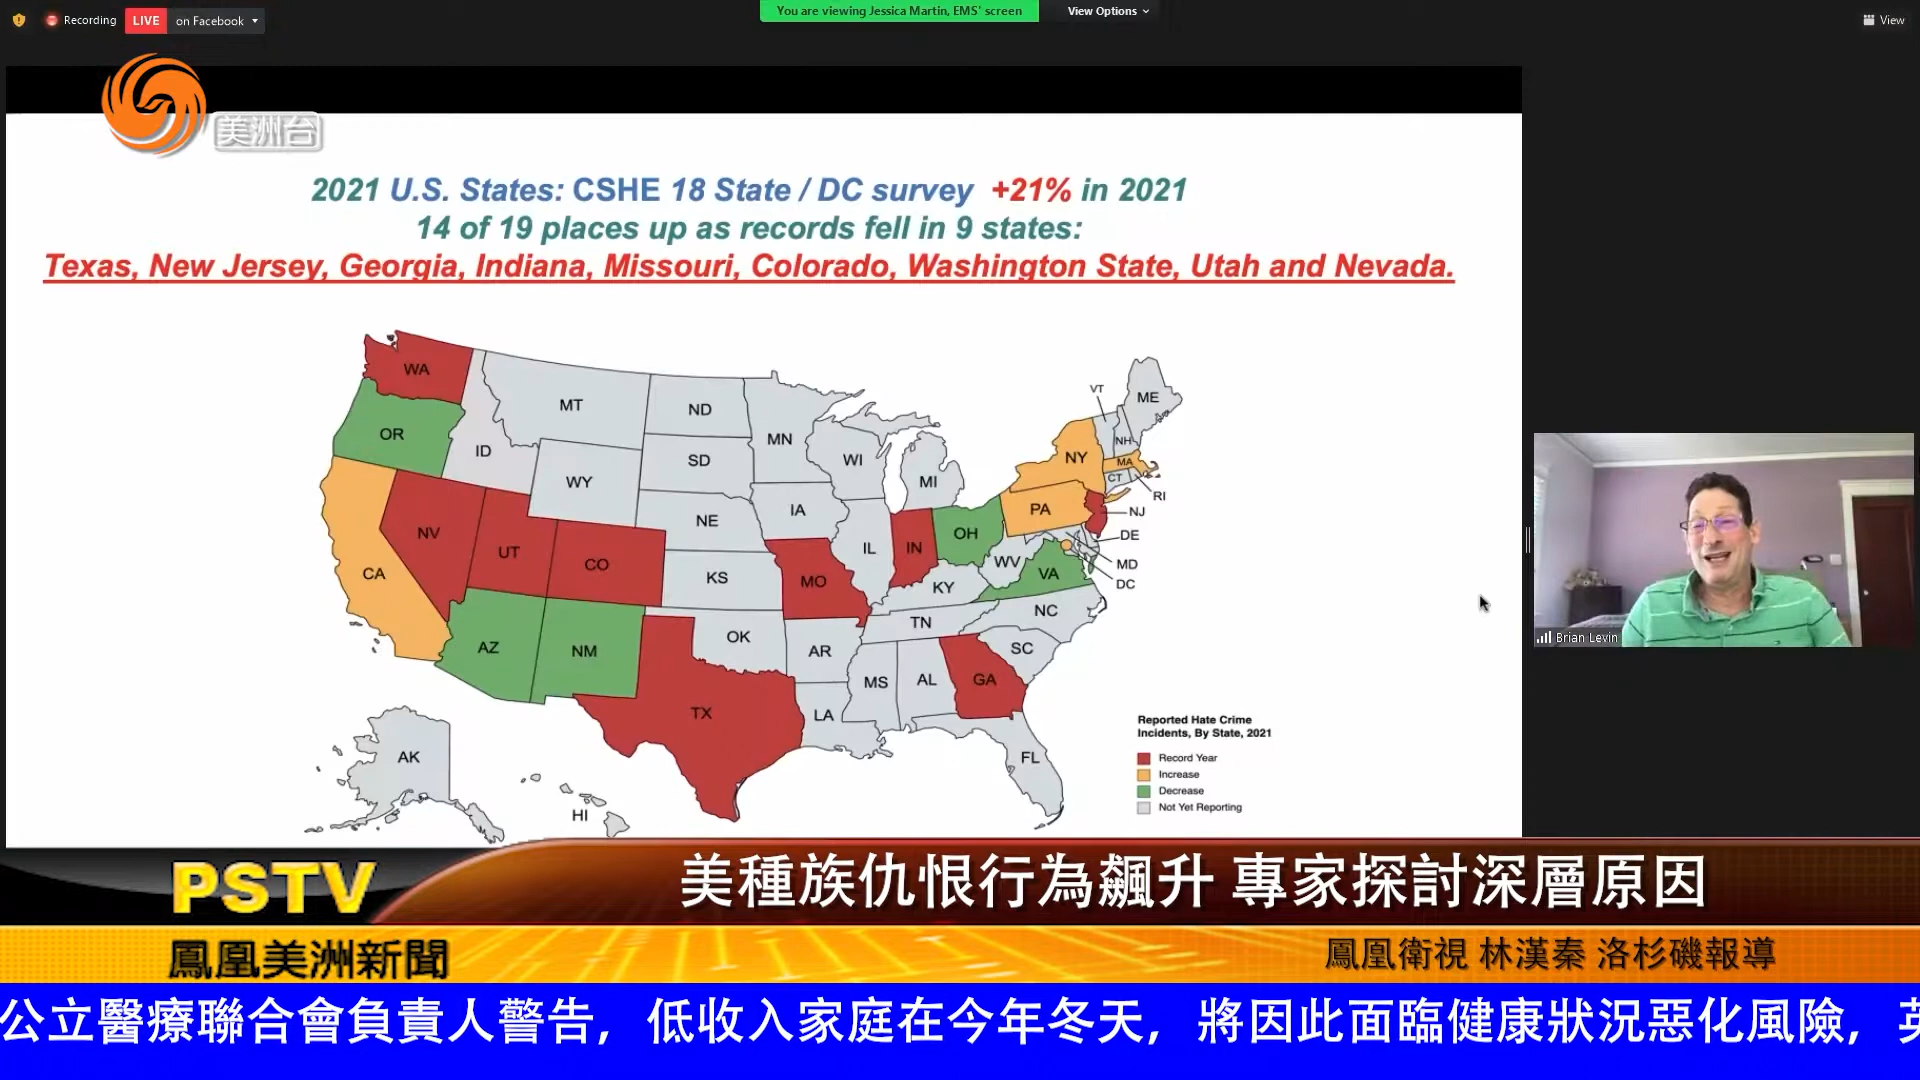 Recording
LIVE on Facebook
You are viewing Jessica Martin, EMS' screen
View Options
View
美洲台
2021 U.S. States: CSHE 18 State / DC survey +21% in 2021
14 of 19 places up as records fell in 9 states:
Texas, New Jersey, Georgia, Indiana, Missouri, Colorado, Washington State, Utah and Nevada.
WA
OR
CA
NV
ID
MT
WY
UT
CO
AZ
NM
ND
SD
NE
KS
OK
TX
MN
IA
MO
AR
LA
WI
IL
MI
IN
OH
KY
TN
MS
AL
GA
FL
SC
NC
VA
WV
PA
NY
VT
NH
ME
MA
CT
RI
NJ
DE
MD
DC
AK
HI
Reported Hate Crime
Incidents, By State, 2021
Record Year
Increase
Decrease
Not Yet Reporting
Brian Levin
PSTV
美種族仇恨行為飆升 專家探討深層原因
鳳凰美洲新聞
鳳凰衛視 林漢秦 洛杉磯報導
公立醫療聯合會負責人警告，低收入家庭在今年冬天，將因此面臨健康狀況惡化風險，英